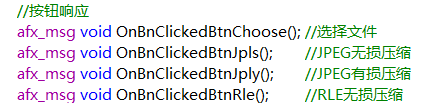 //按钮响应
afx_msg void OnBnClickedBtnChoose(); //选择文件
afx_msg void OnBnClickedBtnJpls(); //JPEG无损压缩
afx_msg void OnBnClickedBtnJply(); //JPEG有损压缩
afx_msg void OnBnClickedBtnRle(); //RLE无损压缩